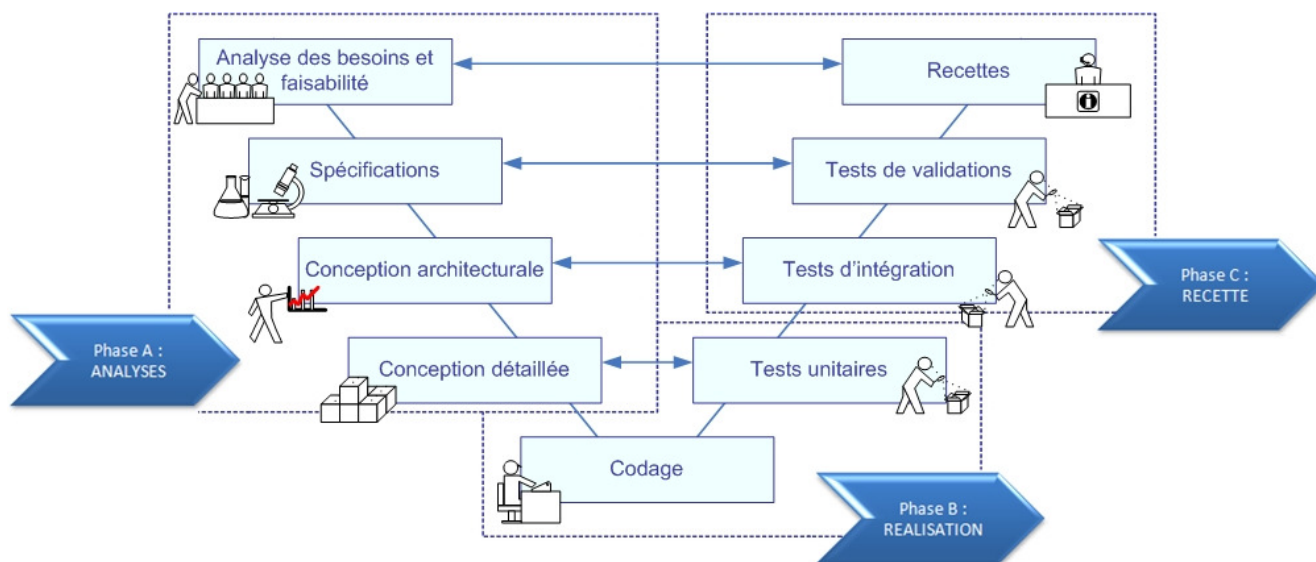 Analyse des besoins et
faisabilité
Recettes
Spécifications
Tests de validations
Conception architecturale
Tests d'intégration
Phase C :
RECETTE
Phase A :
ANALYSES
Conception détaillée
Tests unitaires
Codage
Phase B :
REALISATION